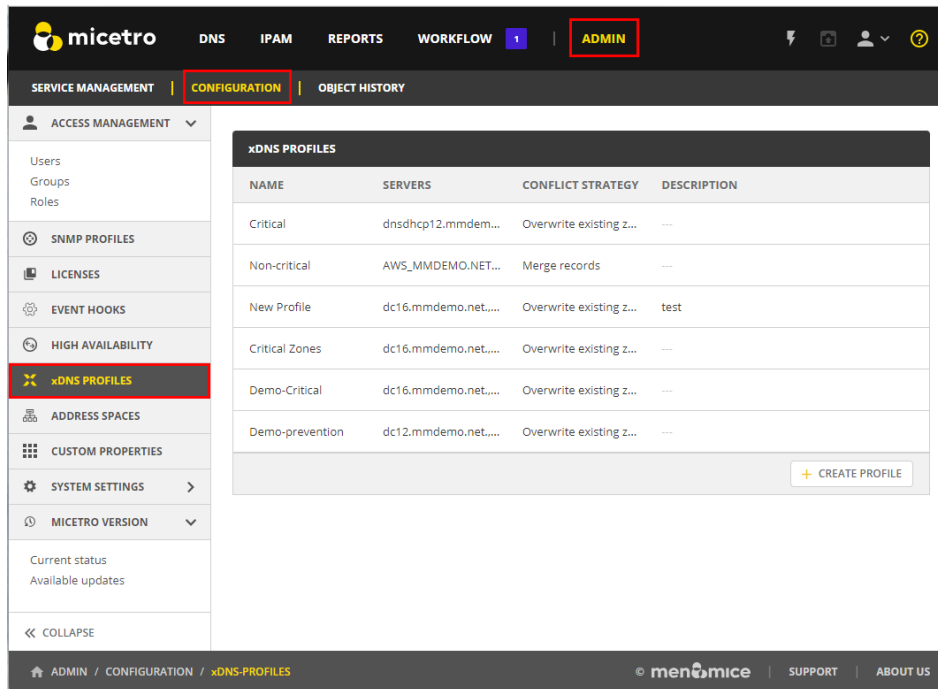 micetro DNS IPAM REPORTS WORKFLOW 1 | ADMIN ?
SERVICE MANAGEMENT | CONFIGURATION | OBJECT HISTORY
ACCESS MANAGEMENT
Users
Groups
Roles
SNMP PROFILES
LICENSES
EVENT HOOKS
HIGH AVAILABILITY
xDNS PROFILES
ADDRESS SPACES
CUSTOM PROPERTIES
SYSTEM SETTINGS
MICETRO VERSION
Current status
Available updates
COLLAPSE
xDNS PROFILES
NAME SERVERS CONFLICT STRATEGY DESCRIPTION
Critical dnsdhcp12.mmdem... Overwrite existing z... ---
Non-critical AWS_MMDEMO.NET... Merge records ---
New Profile dc16.mmdemo.net.,... Overwrite existing z... test
Critical Zones dc16.mmdemo.net.,... Overwrite existing z... ---
Demo-Critical dc16.mmdemo.net.,... Overwrite existing z... ---
Demo-prevention dc12.mmdemo.net.,... Overwrite existing z... ---
+ CREATE PROFILE
ADMIN / CONFIGURATION / xDNS-PROFILES © men&mice | SUPPORT | ABOUT US